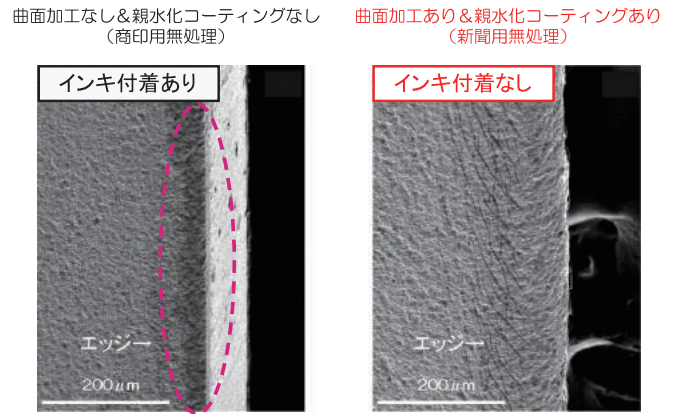 曲面加工なし＆親水化コーティングなし
（商印用無処理）
曲面加工あり＆親水化コーティングあり
（新聞用無処理）
インキ付着あり
インキ付着なし
エッジ→
エッジ→
200μm
200μm